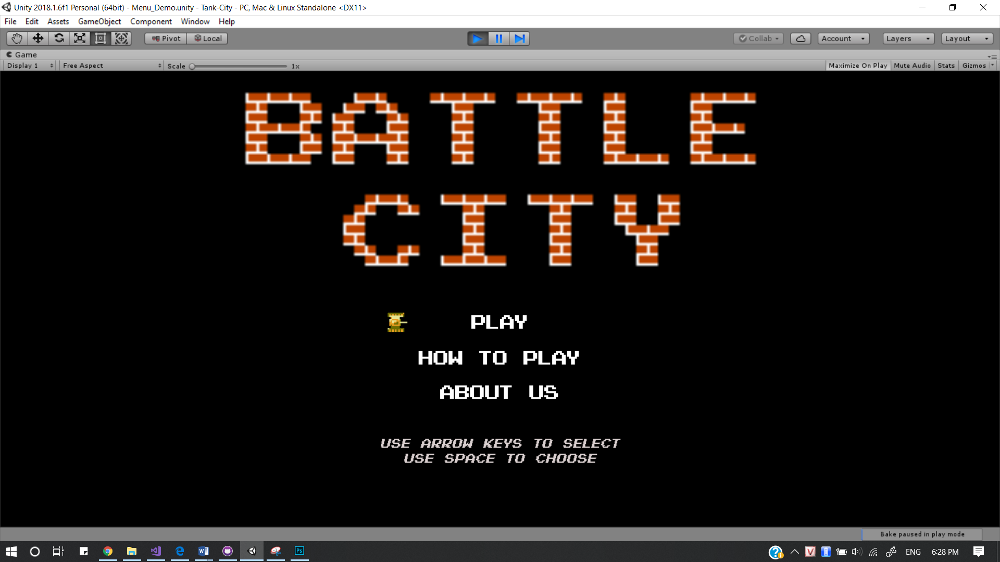 Unity 2018.1.6f1 Personal (64bit) - Menu_Demo.unity - Tank-City - PC, Mac & Linux Standalone <DX11>
File Edit Assets GameObject Component Window Help
Pivot Local Collab Account Layers Layout
Game
Display 1 Free Aspect Scale 1x Maximize On Play Mute Audio Stats Gizmos
BATTLE
CITY
PLAY
HOW TO PLAY
ABOUT US
USE ARROW KEYS TO SELECT
USE SPACE TO CHOOSE
Bake paused in play mode
Ps V ENG 6:28 PM